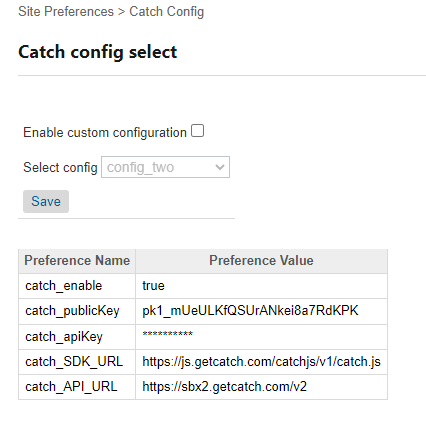 Site Preferences > Catch Config
Catch config select
Enable custom configuration
Select config config_two
Save
Preference Name Preference Value
catch_enable true
catch_publicKey pk1_mUeULKfQSUrANkei8a7RdKPK
catch_apiKey **********
catch_SDK_URL https://js.getcatch.com/catchjs/v1/catch.js
catch_API_URL https://sbx2.getcatch.com/v2